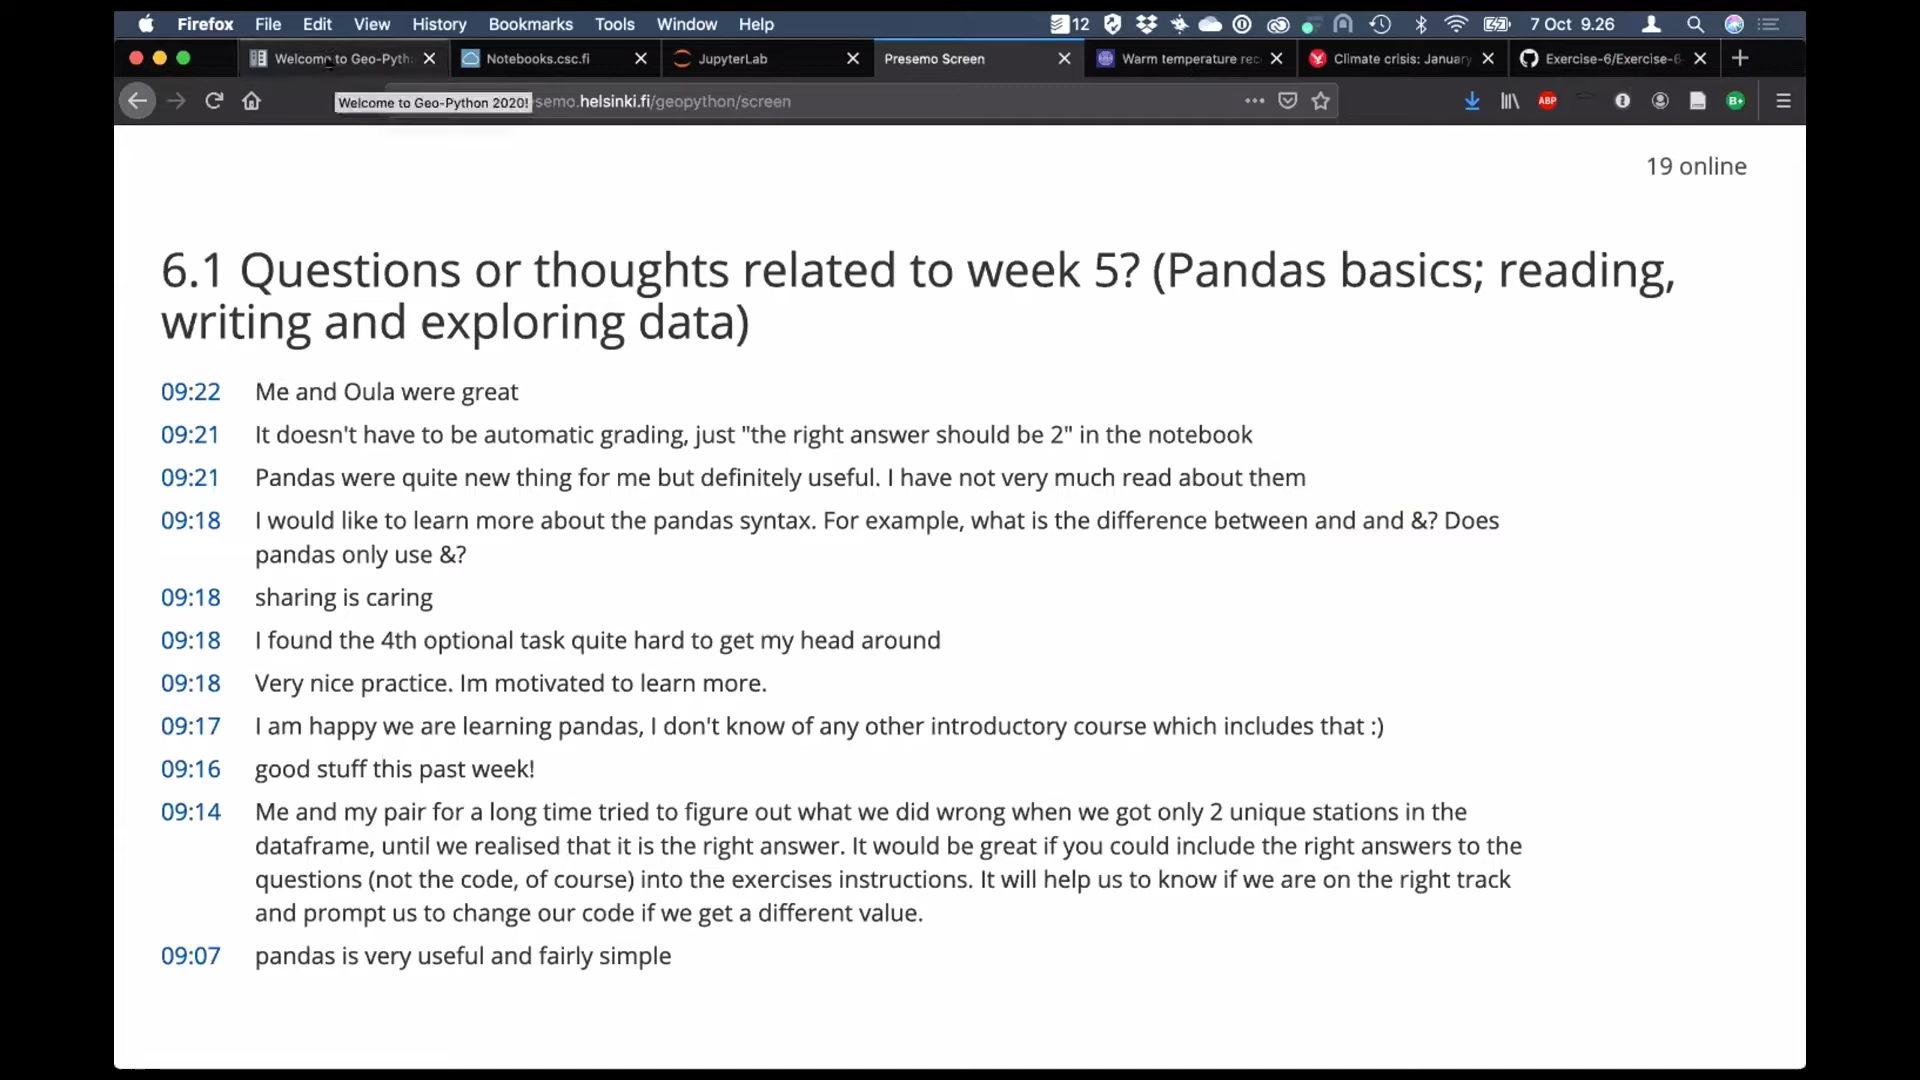 Firefox File Edit View History Bookmarks Tools Window Help 12 7 Oct 9.26
Welcome to Geo-Pyth Notebooks.csc.fi JupyterLab Presemo Screen Warm temperature rec Climate crisis: January Exercise-6/Exercise-6
Welcome to Geo-Python 2020! semo.helsinki.fi/geopython/screen ABP B+
19 online
6.1 Questions or thoughts related to week 5? (Pandas basics; reading,
writing and exploring data)
09:22 Me and Oula were great
09:21 It doesn't have to be automatic grading, just "the right answer should be 2" in the notebook
09:21 Pandas were quite new thing for me but definitely useful. I have not very much read about them
09:18 I would like to learn more about the pandas syntax. For example, what is the difference between and and &? Does
pandas only use &?
09:18 sharing is caring
09:18 I found the 4th optional task quite hard to get my head around
09:18 Very nice practice. Im motivated to learn more.
09:17 I am happy we are learning pandas, I don't know of any other introductory course which includes that :)
09:16 good stuff this past week!
09:14 Me and my pair for a long time tried to figure out what we did wrong when we got only 2 unique stations in the
dataframe, until we realised that it is the right answer. It would be great if you could include the right answers to the
questions (not the code, of course) into the exercises instructions. It will help us to know if we are on the right track
and prompt us to change our code if we get a different value.
09:07 pandas is very useful and fairly simple